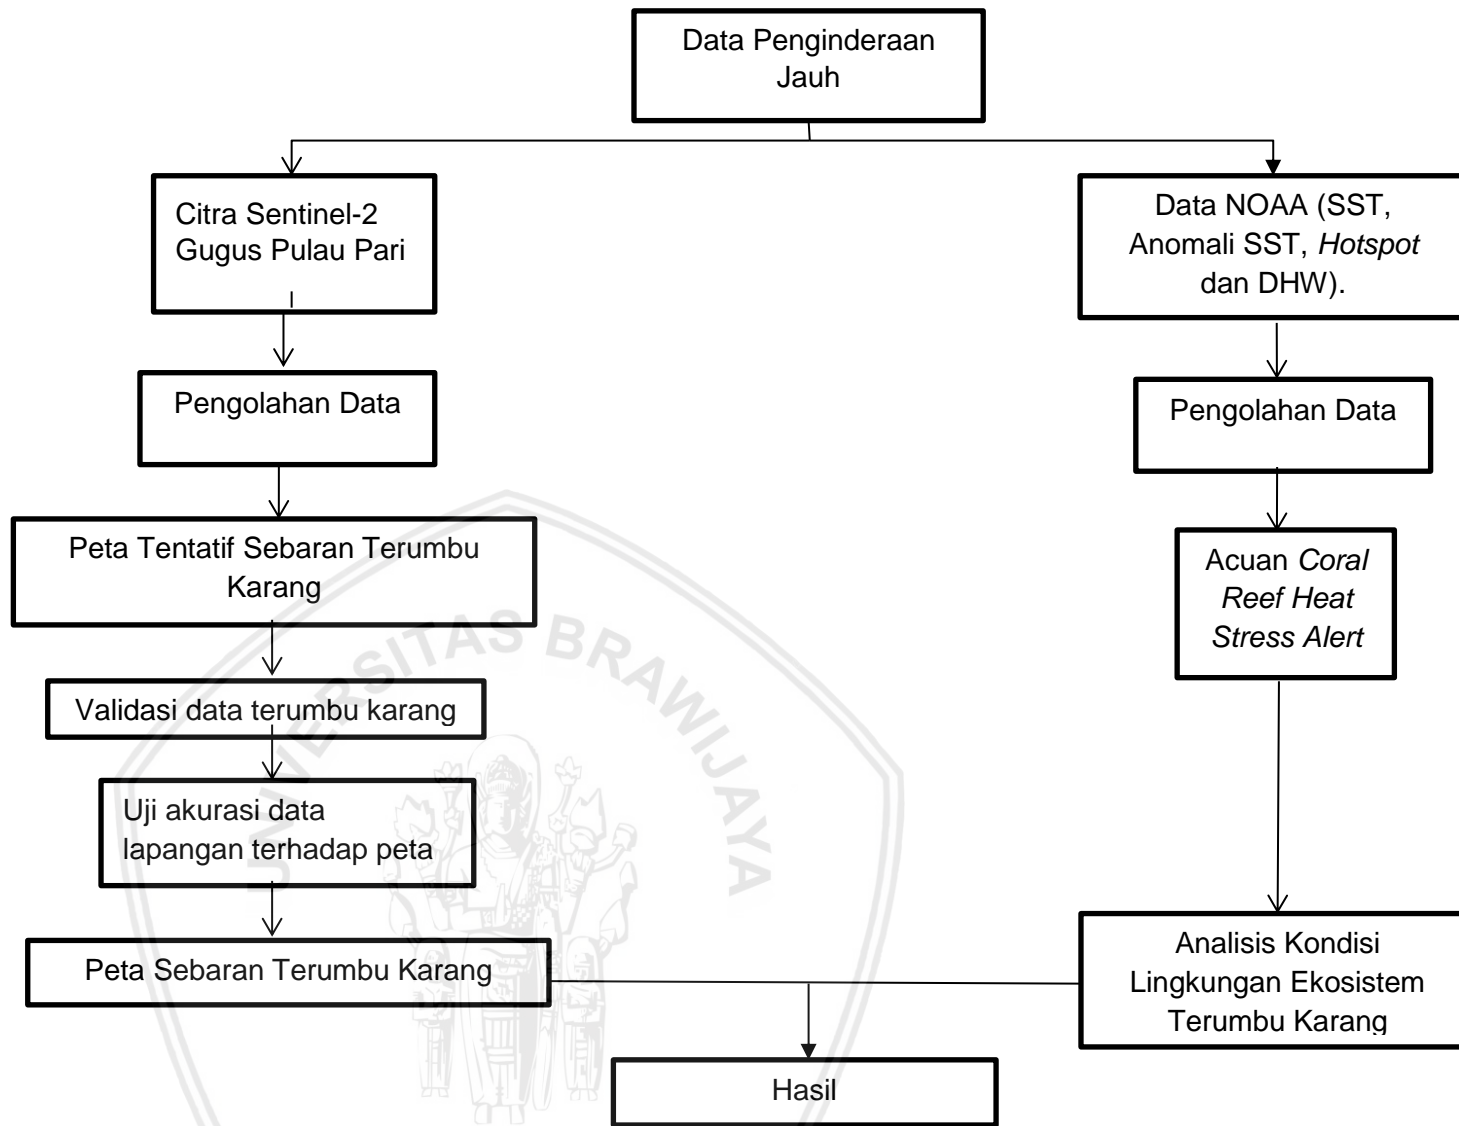 Data Penginderaan
Jauh
Citra Sentinel-2
Gugus Pulau Pari
Data NOAA (SST,
Anomali SST, Hotspot
dan DHW).
Pengolahan Data
Pengolahan Data
Peta Tentatif Sebaran Terumbu
Karang
Acuan Coral
Reef Heat
Stress Alert
Validasi data terumbu karang
Uji akurasi data
lapangan terhadap peta
Peta Sebaran Terumbu Karang
Analisis Kondisi
Lingkungan Ekosistem
Terumbu Karang
Hasil
UNIVERSITAS BRAWIJAYA